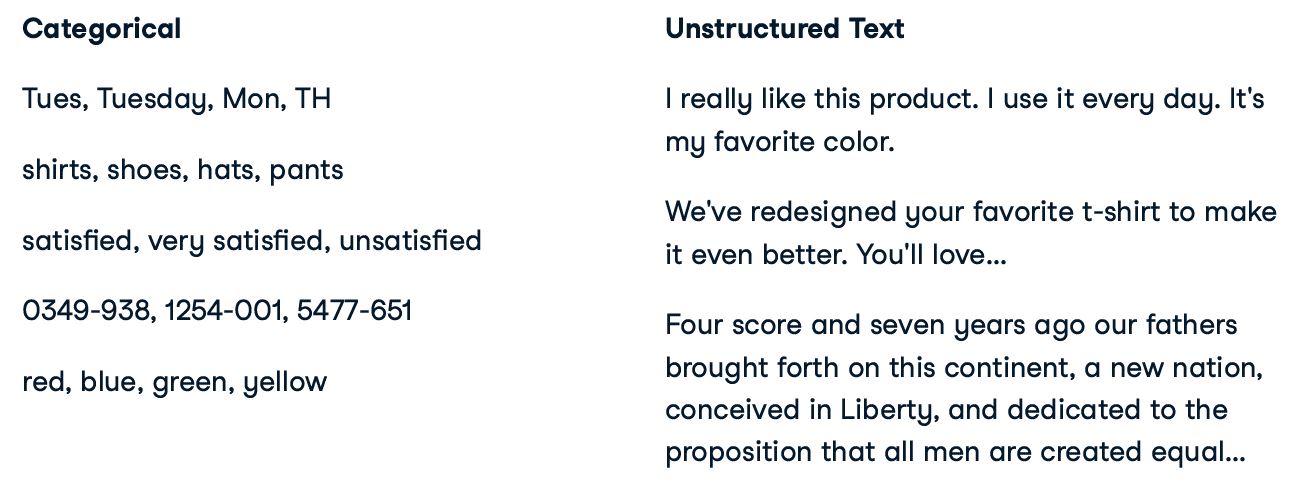 Categorical
Tues, Tuesday, Mon, TH
shirts, shoes, hats, pants
satisfied, very satisfied, unsatisfied
0349-938, 1254-001, 5477-651
red, blue, green, yellow
Unstructured Text
I really like this product. I use it every day. It's
my favorite color.
We've redesigned your favorite t-shirt to make
it even better. You'll love...
Four score and seven years ago our fathers
brought forth on this continent, a new nation,
conceived in Liberty, and dedicated to the
proposition that all men are created equal...